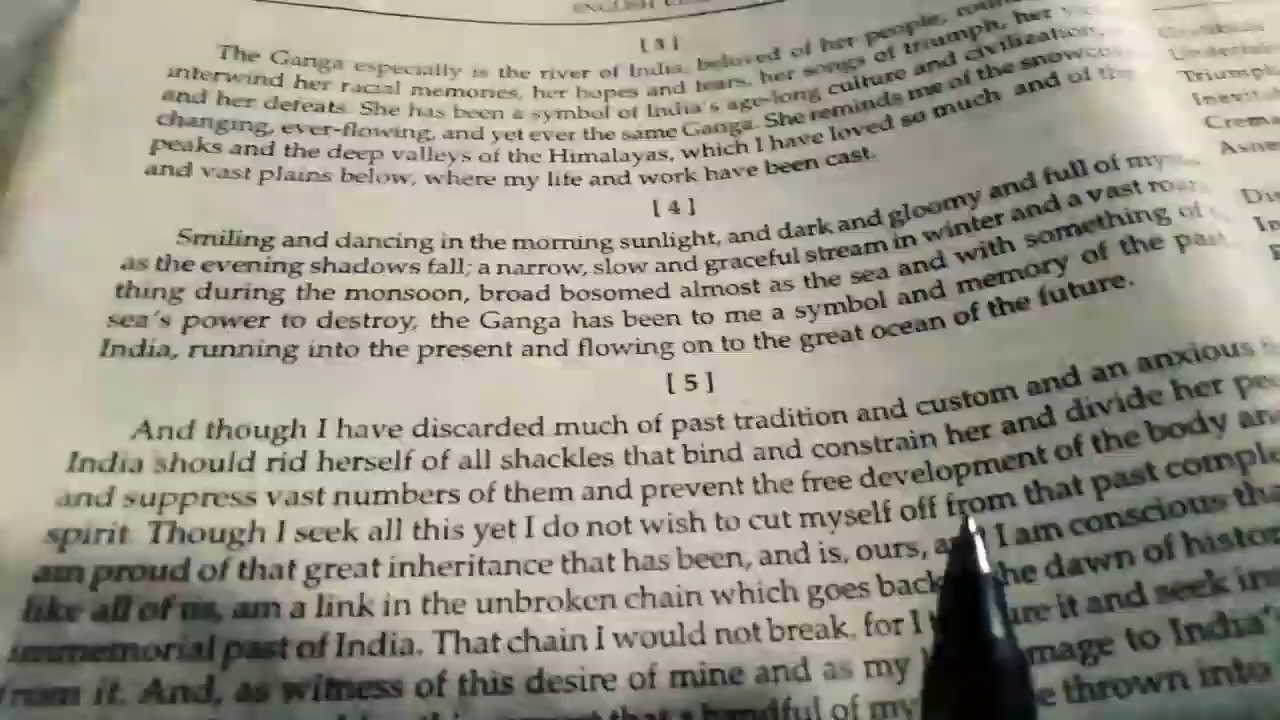 [3]
The Ganga especially is the river of India, beloved of her people,
interwind her racial memories, her hopes and fears, her songs of triumph, her
and her defeats. She has been a symbol of India's age-long culture and civilization,
changing, ever-flowing, and yet ever the same Ganga. She reminds me of the
peaks and the deep valleys of the Himalayas, which I have loved so much and of the
and vast plains below, where my life and work have been cast.
[4]
Smiling and dancing in the morning sunlight, and dark and gloomy and full of
as the evening shadows fall; a narrow, slow and graceful stream in winter and a vast
thing during the monsoon, broad bosomed almost as the sea and with something of
sea's power to destroy, the Ganga has been to me a symbol and memory of the past
India, running into the present and flowing on to the great ocean of the future.
[5]
And though I have discarded much of past tradition and custom and an anxious
India should rid herself of all shackles that bind and constrain her and divide her
and suppress vast numbers of them and prevent the free development of the body
spirit. Though I seek all this yet I do not wish to cut myself off from that past
am proud of that great inheritance that has been, and is, ours, I am conscious
like all of us, am a link in the unbroken chain which goes back the dawn of
immemorial past of India. That chain I would not break, for I it and seek
from it. And, as witness of this desire of mine and as my to India's
that a handful of my thrown into